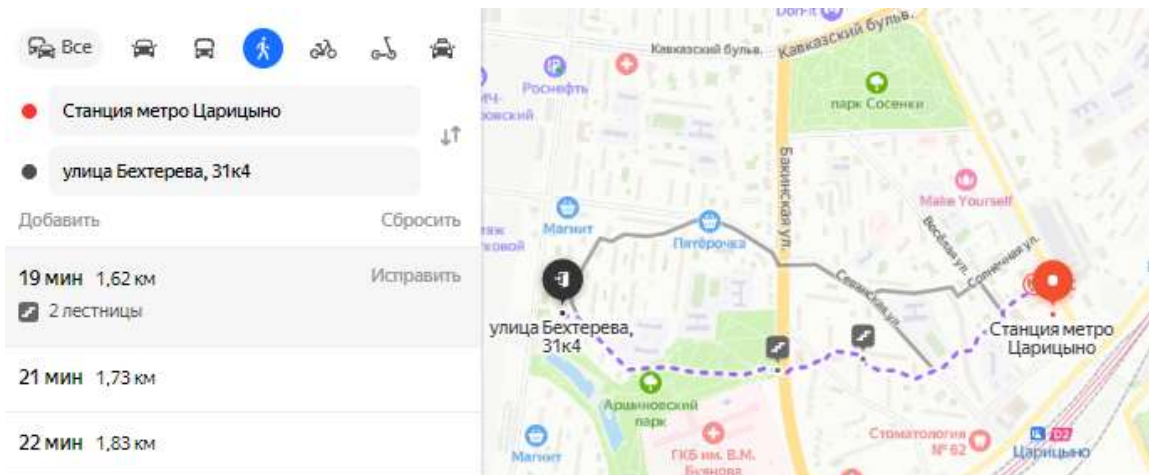 Все
Станция метро Царицыно
улица Бехтерева, 31к4
Добавить
Сбросить
19 мин 1,62 км
Исправить
2 лестницы
21 мин 1,73 км
22 мин 1,83 км
Кавказский бульв.
Кавказский бульв.
Роснефть
парк Сосенки
Бакинская ул.
Make Yourself
Магнит
Пятёрочка
Весёлая ул.
Солнечная ул.
Севанская ул.
улица Бехтерева,
31к4
Станция метро
Царицыно
Аршиновский
парк
Стоматология
№ 62
D2
Царицыно
Магнит
ГКБ им. В.М.
Буянова